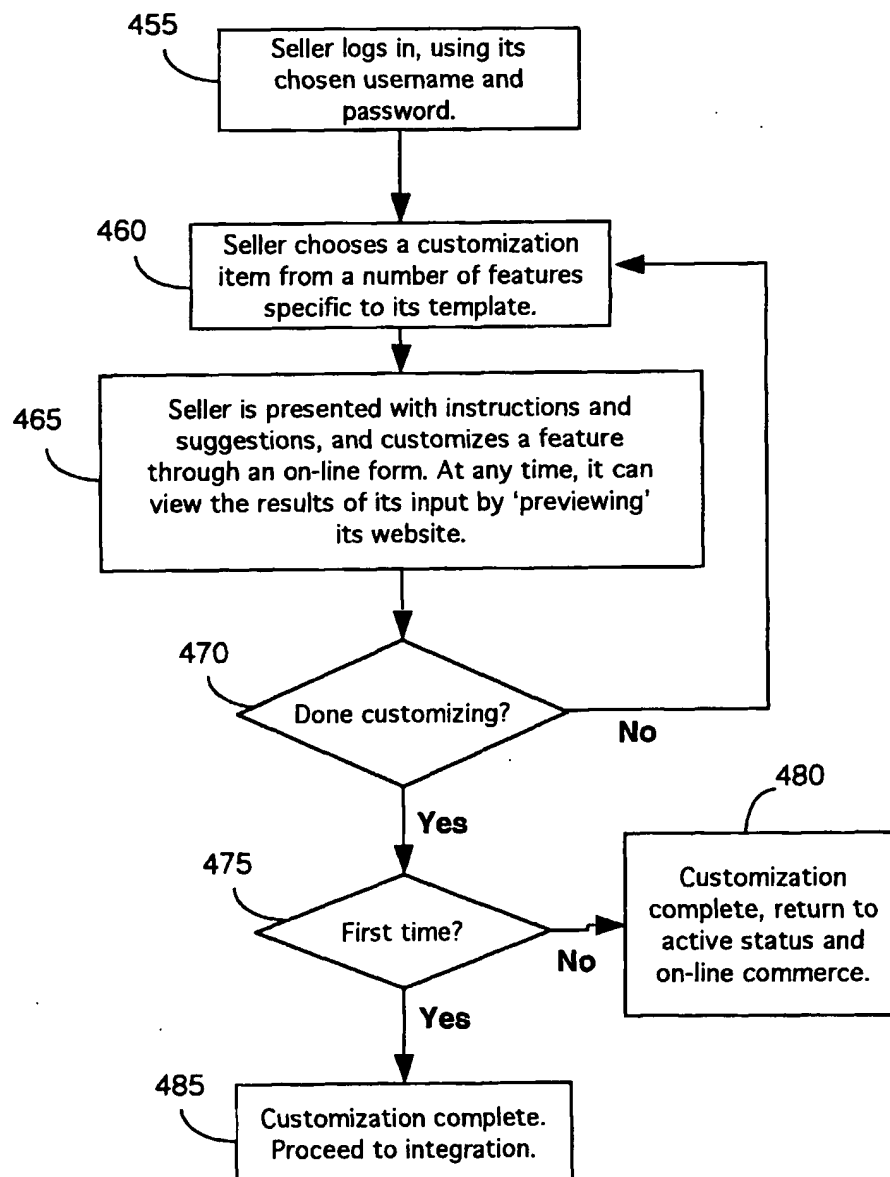 455
Seller logs in, using its
chosen username and
password.
460
Seller chooses a customization
item from a number of features
specific to its template.
465
Seller is presented with instructions and
suggestions, and customizes a feature
through an on-line form. At any time, it can
view the results of its input by ‘previewing’
its website.
470
Done customizing?
No
Yes
480
Customization
complete, return to
active status and
on-line commerce.
475
First time?
No
Yes
485
Customization complete.
Proceed to integration.